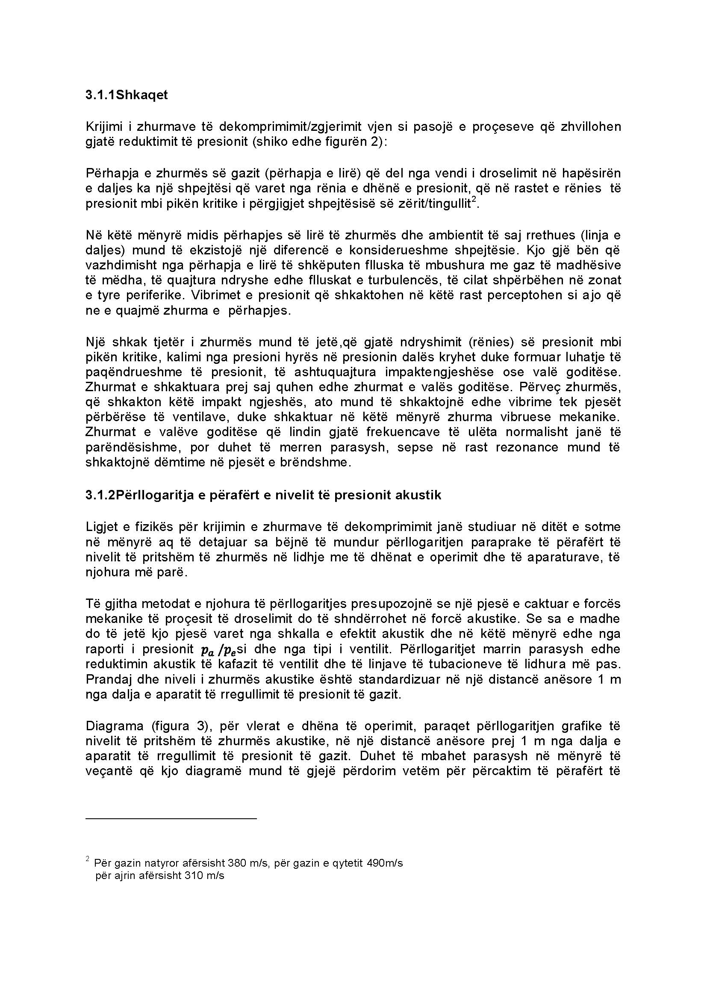 3.1.1Shkaqet
Krijimi i zhurmave të dekomprimimit/zgjerimit vjen si pasojë e proçeseve që zhvillohen
gjatë reduktimit të presionit (shiko edhe figurën 2):
Përhapja e zhurmës së gazit (përhapja e lirë) që del nga vendi i droselimit në hapësirën
e daljes ka një shpejtësi që varet nga rënia e dhënë e presionit, që në rastet e rënies  të
presionit mbi pikën kritike i përgjigjet shpejtësisë së zërit/tingullit².
Në këtë mënyrë midis përhapjes së lirë të zhurmës dhe ambientit të saj rrethues (linja e
daljes) mund të ekzistojë një diferencë e konsiderueshme shpejtësie. Kjo gjë bën që
vazhdimisht nga përhapja e lirë të shkëputen flluska të mbushura me gaz të madhësive
të mëdha, të quajtura ndryshe edhe flluskat e turbulencës, të cilat shpërbëhen në zonat
e tyre periferike. Vibrimet e presionit që shkaktohen në këtë rast perceptohen si ajo që
ne e quajmë zhurma e  përhapjes.
Një shkak tjetër i zhurmës mund të jetë,që gjatë ndryshimit (rënies) së presionit mbi
pikën kritike, kalimi nga presioni hyrës në presionin dalës kryhet duke formuar luhatje të
paqëndrueshme të presionit, të ashtuquajtura impaktengjeshëse ose valë goditëse.
Zhurmat e shkaktuara prej saj quhen edhe zhurmat e valës goditëse. Përveç zhurmës,
që shkakton këtë impakt ngjeshës, ato mund të shkaktojnë edhe vibrime tek pjesët
përbërëse të ventilave, duke shkaktuar në këtë mënyrë zhurma vibruese mekanike.
Zhurmat e valëve goditëse që lindin gjatë frekuencave të ulëta normalisht janë të
parëndësishme, por duhet të merren parasysh, sepse në rast rezonance mund të
shkaktojnë dëmtime në pjesët e brëndshme.
3.1.2Përllogaritja e përafërt e nivelit të presionit akustik
Ligjet e fizikës për krijimin e zhurmave të dekomprimimit janë studiuar në ditët e sotme
në mënyrë aq të detajuar sa bëjnë të mundur përllogaritjen paraprake të përafërt të
nivelit të pritshëm të zhurmës në lidhje me të dhënat e operimit dhe të aparaturave, të
njohura më parë.
Të gjitha metodat e njohura të përllogaritjes presupozojnë se një pjesë e caktuar e forcës
mekanike të proçesit të droselimit do të shndërrohet në forcë akustike. Se sa e madhe
do të jetë kjo pjesë varet nga shkalla e efektit akustik dhe në këtë mënyrë edhe nga
raporti i presionit pₐ /pₑsi dhe nga tipi i ventilit. Përllogaritjet marrin parasysh edhe
reduktimin akustik të kafazit të ventilit dhe të linjave të tubacioneve të lidhura më pas.
Prandaj dhe niveli i zhurmës akustike është standardizuar në një distancë anësore 1 m
nga dalja e aparatit të rregullimit të presionit të gazit.
Diagrama (figura 3), për vlerat e dhëna të operimit, paraqet përllogaritjen grafike të
nivelit të pritshëm të zhurmës akustike, në një distancë anësore prej 1 m nga dalja e
aparatit të rregullimit të presionit të gazit. Duhet të mbahet parasysh në mënyrë të
veçantë që kjo diagramë mund të gjejë përdorim vetëm për përcaktim të përafërt të
² Për gazin natyror afërsisht 380 m/s, për gazin e qytetit 490m/s
për ajrin afërsisht 310 m/s